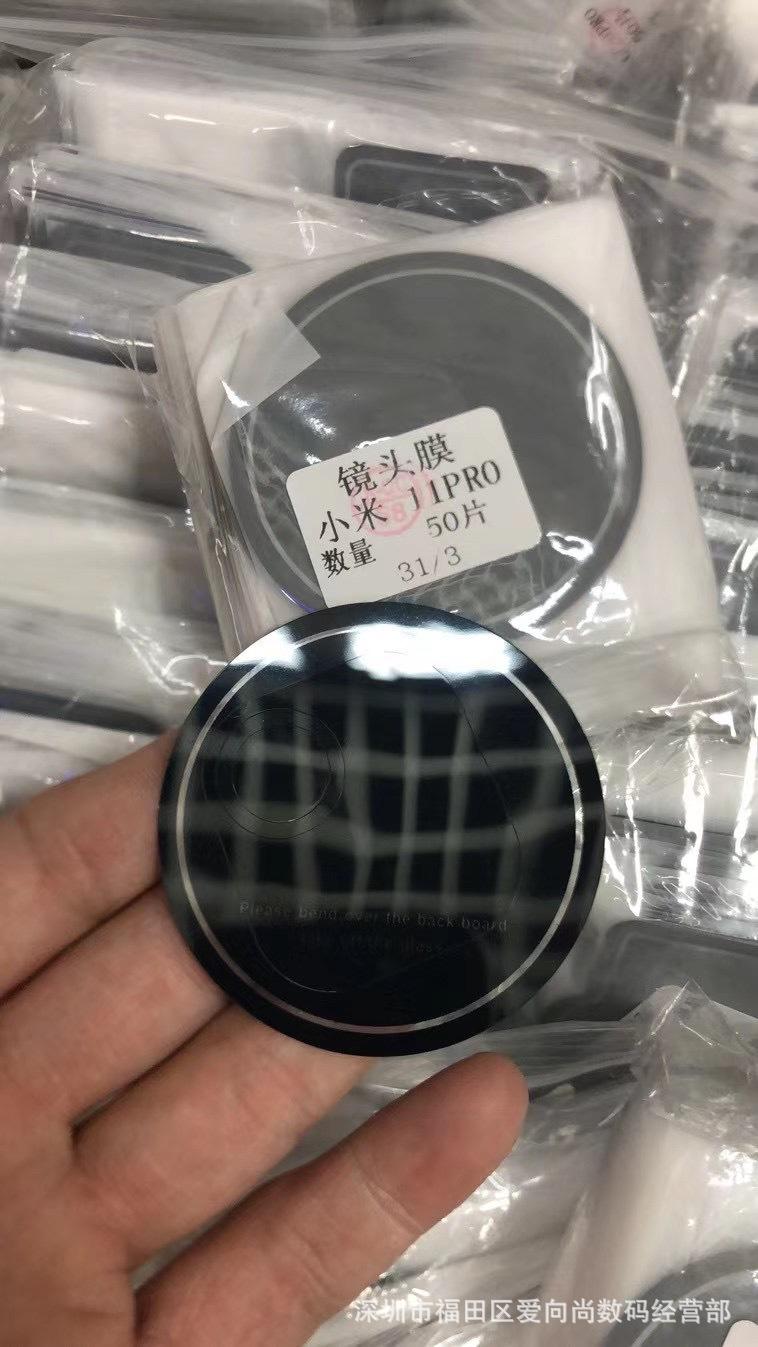 镜头膜
小米 11PRO
数量 50片
31/3
Please bend over the back board
深圳市福田区爱向尚数码经营部